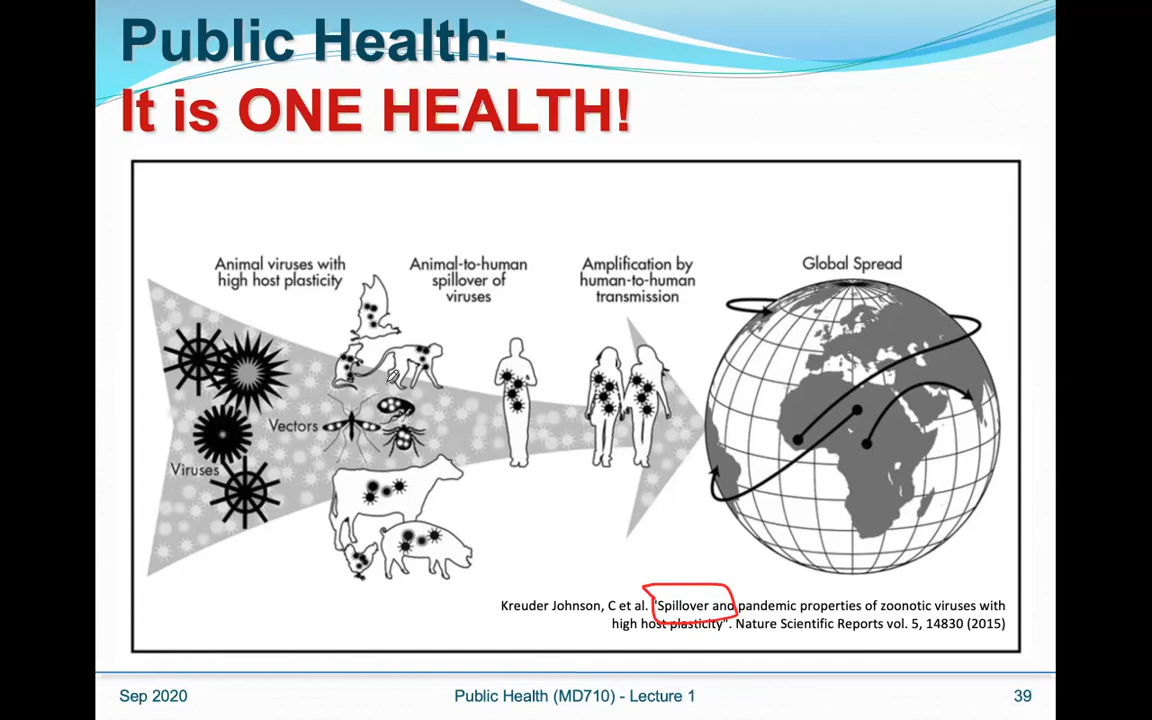 Public Health:
It is ONE HEALTH!
Animal viruses with
high host plasticity
Animal-to-human
spillover of
viruses
Amplification by
human-to-human
transmission
Global Spread
Vectors
Viruses
Kreuder Johnson, C et al. "Spillover and pandemic properties of zoonotic viruses with
high host plasticity". Nature Scientific Reports vol. 5, 14830 (2015)
Sep 2020
Public Health (MD710) - Lecture 1
39